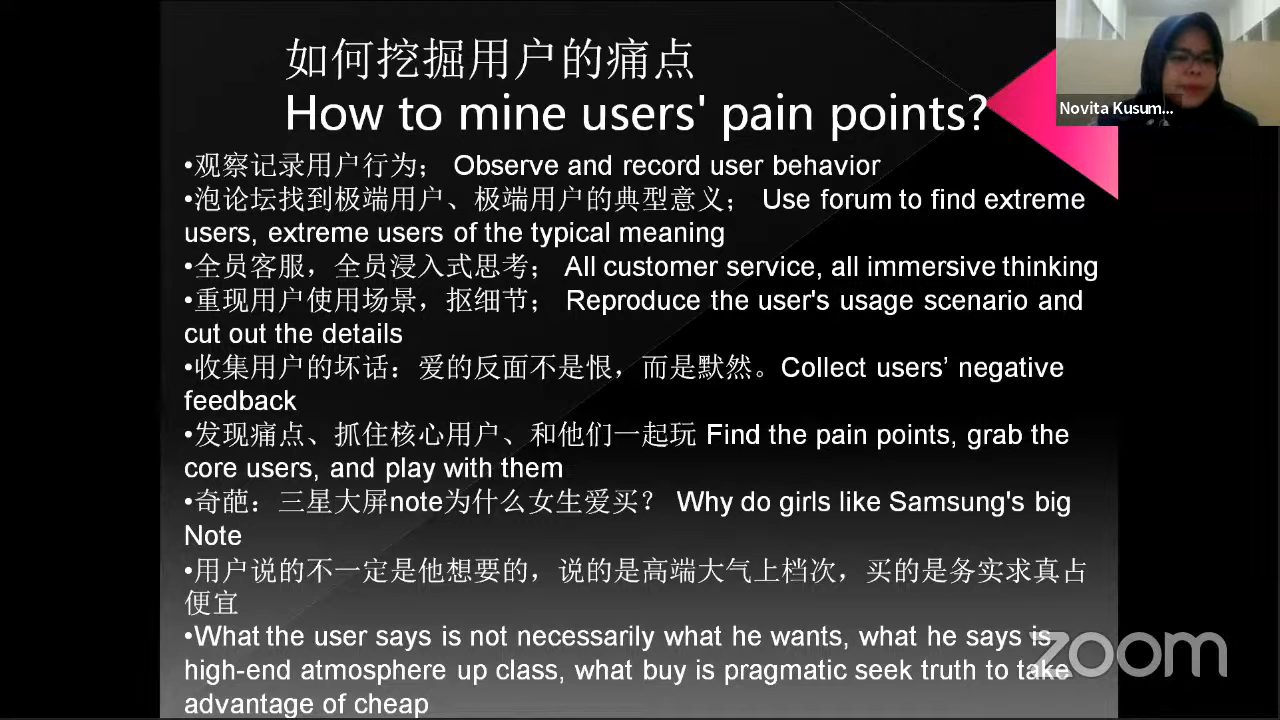 如何挖掘用户的痛点
How to mine users' pain points?
•观察记录用户行为； Observe and record user behavior
•泡论坛找到极端用户、极端用户的典型意义； Use forum to find extreme
users, extreme users of the typical meaning
•全员客服，全员浸入式思考； All customer service, all immersive thinking
•重现用户使用场景，抠细节； Reproduce the user's usage scenario and
cut out the details
•收集用户的坏话：爱的反面不是恨，而是默然。Collect users’ negative
feedback
•发现痛点、抓住核心用户、和他们一起玩 Find the pain points, grab the
core users, and play with them
•奇葩：三星大屏note为什么女生爱买？ Why do girls like Samsung's big
Note
•用户说的不一定是他想要的，说的是高端大气上档次，买的是务实求真占
便宜
•What the user says is not necessarily what he wants, what he says is
high-end atmosphere up class, what buy is pragmatic seek truth to take
advantage of cheap
Novita Kusum...
zoom